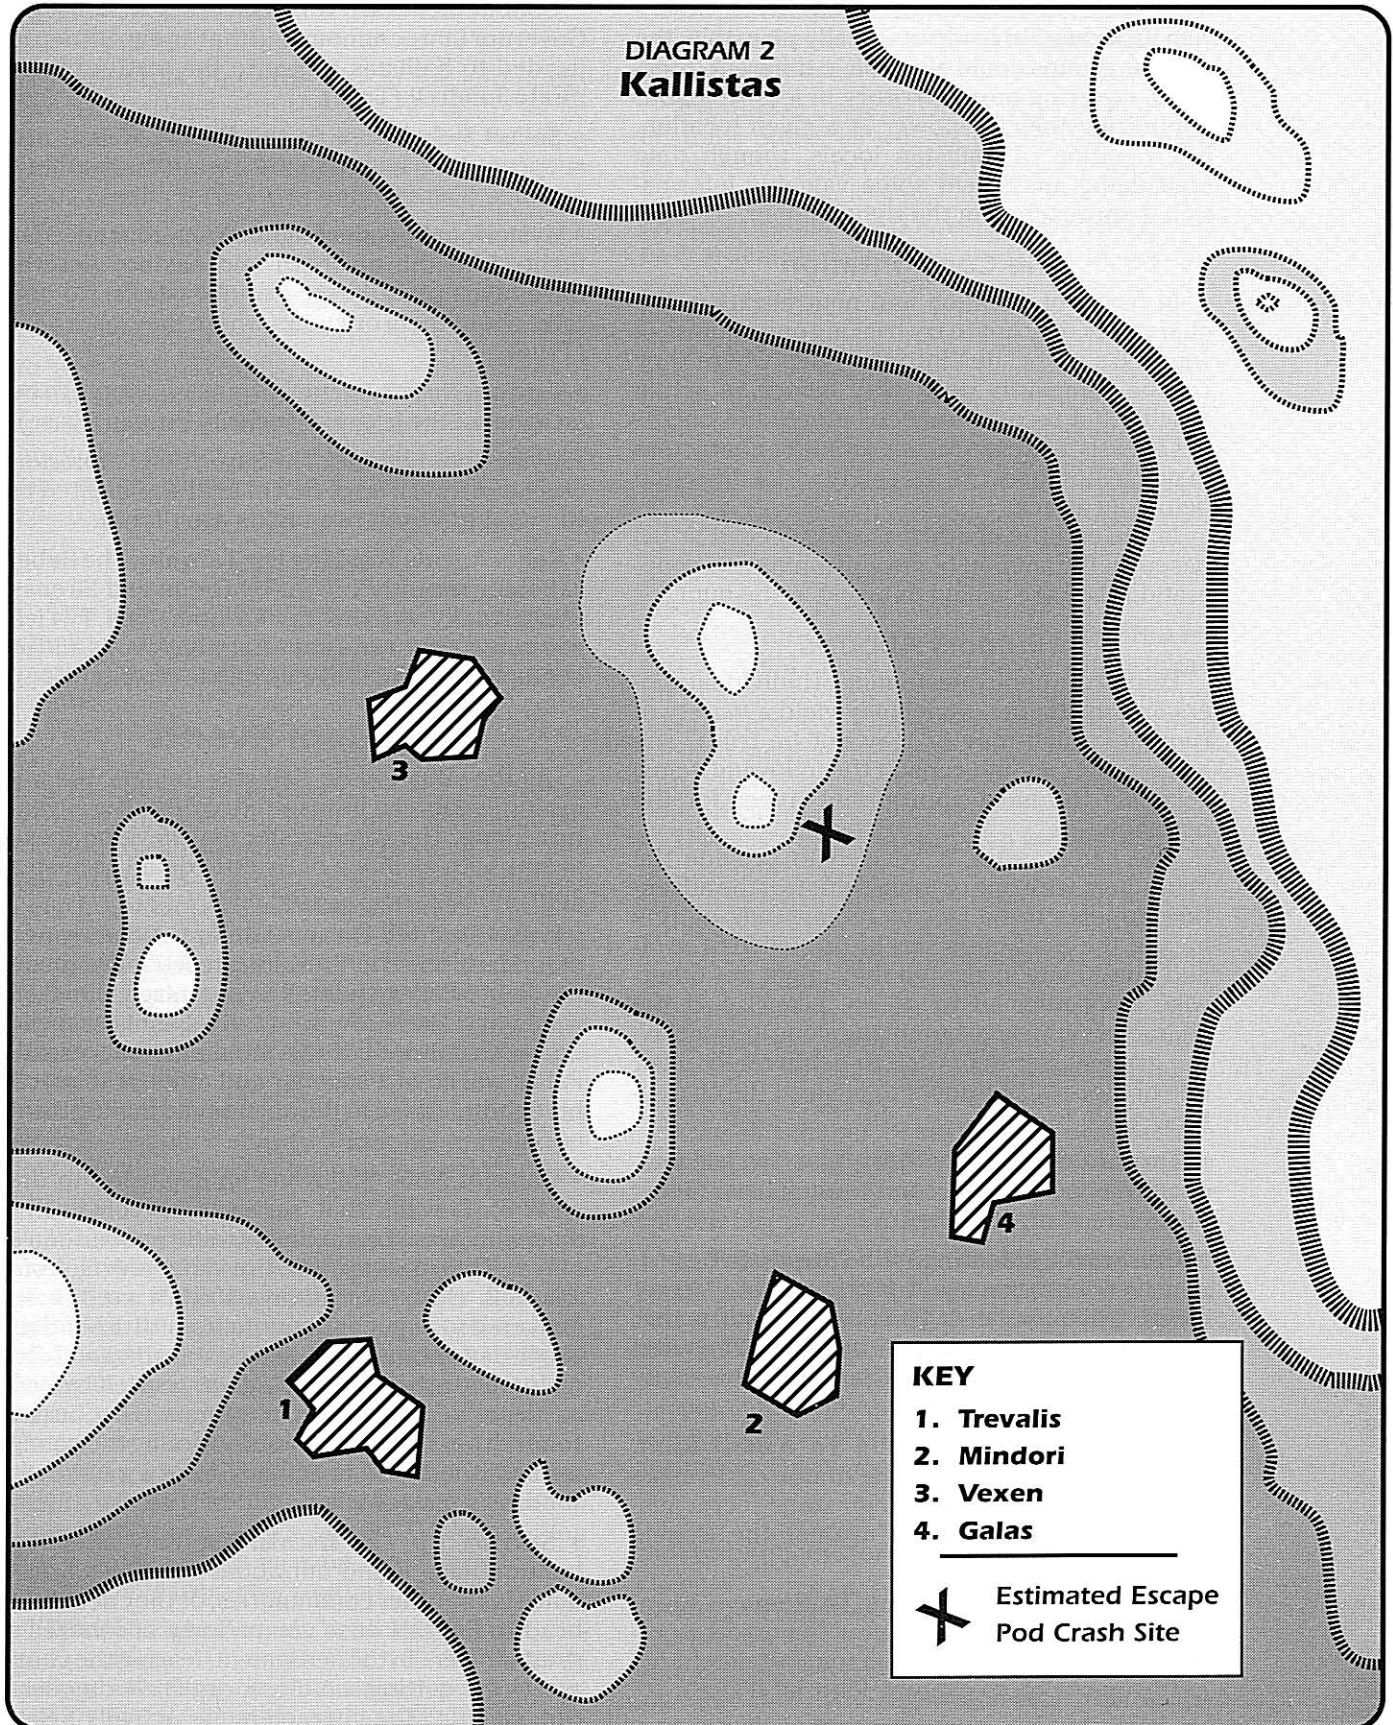 DIAGRAM 2
Kallistas
3
4
1
2
KEY
1. Trevalis
2. Mindori
3. Vexen
4. Galas
Estimated Escape
Pod Crash Site